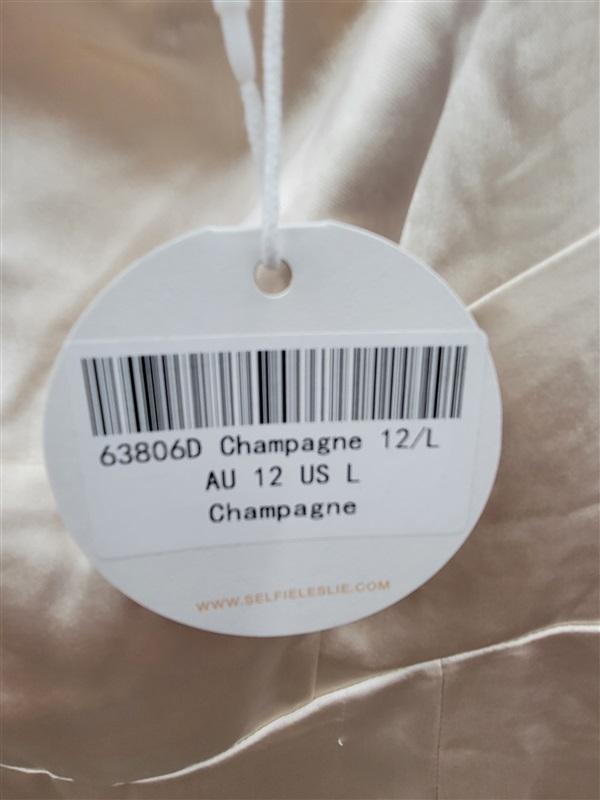 63806D Champagne 12/L
AU 12 US L
Champagne
WWW.SELFIELESLIE.COM